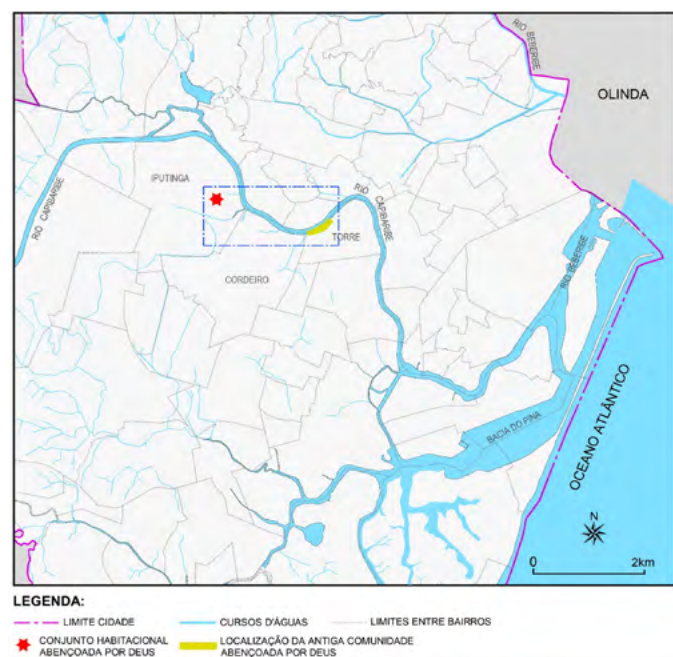 RIO BEBERIBE
OLINDA
IPUTINGA
RIO CAPIBARIBE
RIO CAPIBARIBE
TORRE
RIO BEBERIBE
CORDEIRO
OCEANO ATLÂNTICO
BACIA DO PINA
N
0 2km
LEGENDA:
LIMITE CIDADE CURSOS D'ÁGUAS LIMITES ENTRE BAIRROS
CONJUNTO HABITACIONAL LOCALIZAÇÃO DA ANTIGA COMUNIDADE
ABENÇOADA POR DEUS ABENÇOADA POR DEUS